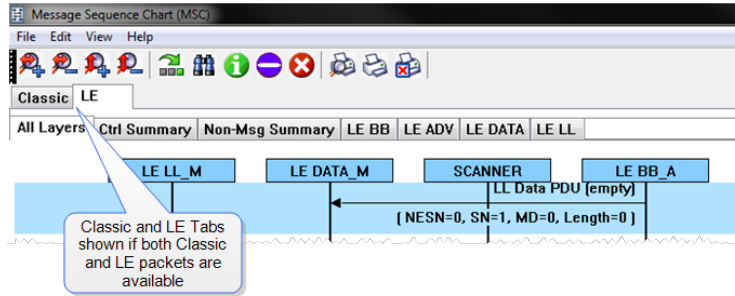 Message Sequence Chart (MSC)
File Edit View Help
Classic LE
All Layers Ctrl Summary Non-Msg Summary LE BB LE ADV LE DATA LE LL
LE LL_M LE DATA_M SCANNER LE BB_A
LL Data PDU (empty)
( NESN=0, SN=1, MD=0, Length=0 )
Classic and LE Tabs
shown if both Classic
and LE packets are
available